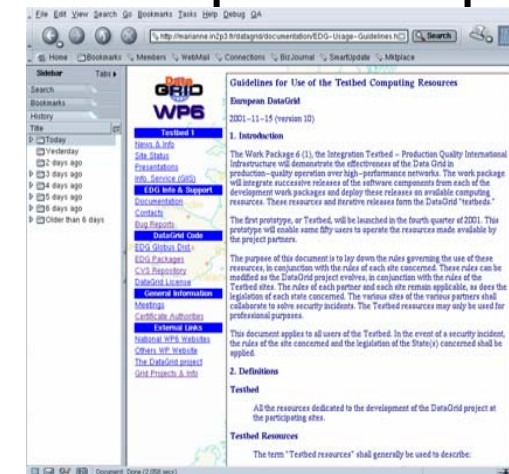 File Edit View Search Go Bookmarks Tasks Help Debug QA
http://marianne.in2p3.fr/datagrid/documentation/EDG-Usage-Guidelines.h
Search
Home Bookmarks Members WebMail Connections BizJournal SmartUpdate Mktplace
Sidebar Tabs
Search
Bookmarks
History
Title
Today
Yesterday
2 days ago
3 days ago
4 days ago
5 days ago
6 days ago
Older than 6 days
Data
GRID
WP6
Testbed 1
News & Info
Site Status
Presentations
Info. Service (GIIS)
EDG Info & Support
Documentation
Contacts
Bug Reports
DataGrid Code
EDG Globus Dist.
EDG Packages
CVS Repository
DataGrid License
General Information
Meetings
Certificate Authorities
External Links
National WP6 Websites
Others WP Website
The DataGrid project
Grid Projects & Info
Guidelines for Use of the Testbed Computing Resources
European DataGrid
2001-11-15 (version 10)
1. Introduction
The Work Package 6 (1), the Integration Testbed - Production Quality International
Infrastructure will demonstrate the effectiveness of the Data Grid in
production-quality operation over high-performance networks. The work package
will integrate successive releases of the software components from each of the
development work packages and deploy these releases on available computing
resources. These resources and iterative releases form the DataGrid "testbeds."
The first prototype, or Testbed, will be launched in the fourth quarter of 2001. This
prototype will enable some fifty users to operate the resources made available by
the project partners.
The purpose of this document is to lay down the rules governing the use of these
resources, in conjunction with the rules of each site concerned. These rules can be
modified as the DataGrid project evolves, in conjunction with the rules of the
Testbed sites. The rules of each partner and each site remain applicable, as does the
legislation of each state concerned. The various sites of the various partners shall
collaborate to solve security incidents. The Testbed resources may only be used for
professional purposes.
This document applies to all users of the Testbed. In the event of a security incident,
the rules of the site concerned and the legislation of the State(s) concerned shall be
applied.
2. Definitions
Testbed
All the resources dedicated to the development of the DataGrid project at
the participating sites.
Testbed Resources
The term "Testbed resources" shall generally be used to describe:
Document: Done (2.058 secs)